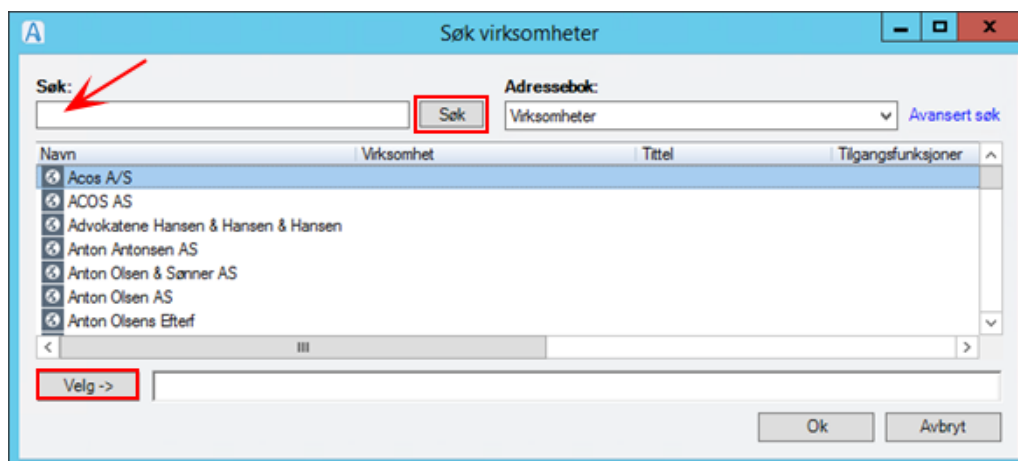 A Søk virksomheter
Søk: Adressebok:
Søk Virksomheter Avansert søk
Navn Virksomhet Tittel Tilgangsfunksjoner
Acos A/S
ACOS AS
Advokatene Hansen & Hansen & Hansen
Anton Antonsen AS
Anton Olsen & Sønner AS
Anton Olsen AS
Anton Olsens Efterf
Velg ->
Ok Avbryt